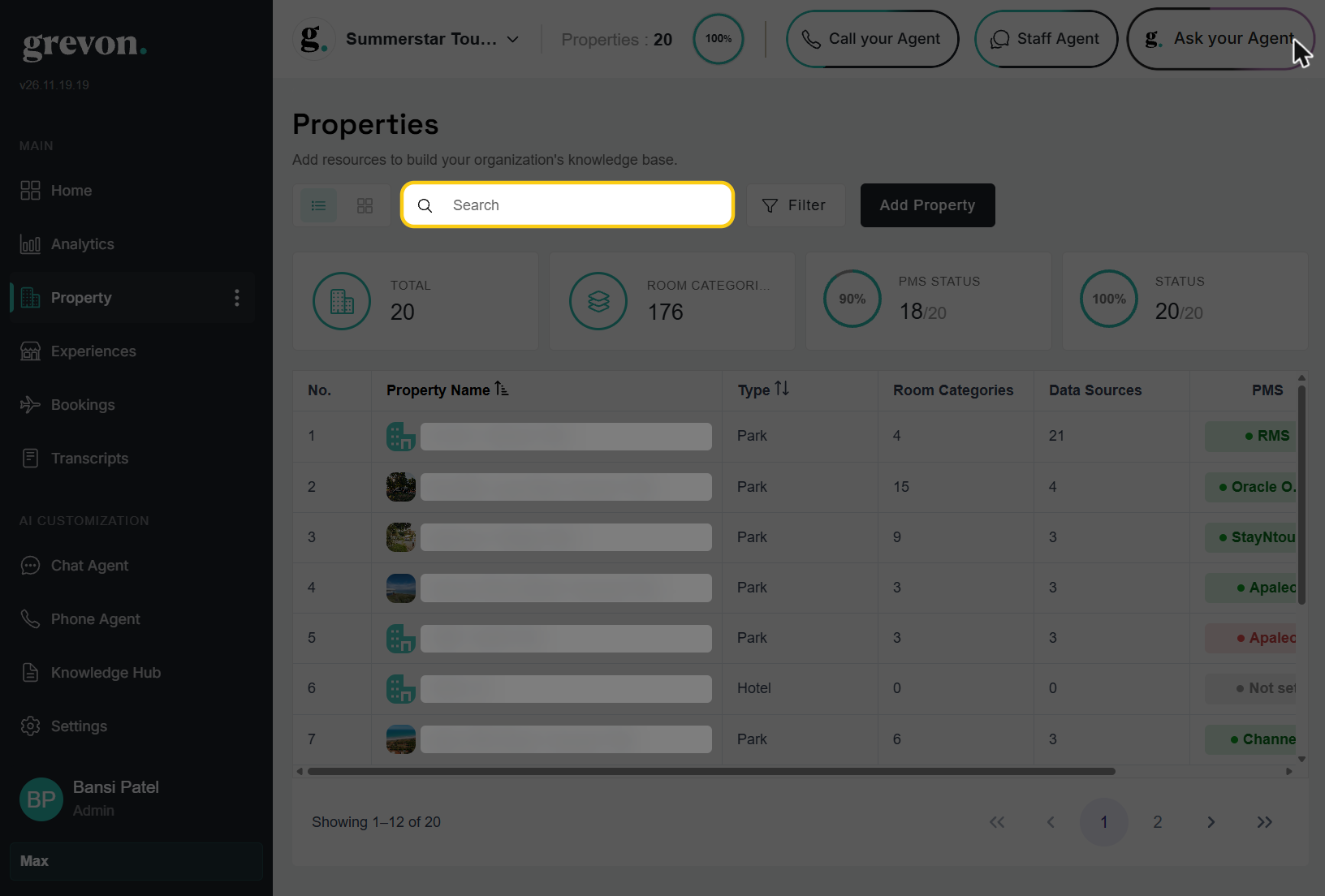 grevon.
v26.11.19.19
MAIN
Home
Analytics
Property
Experiences
Bookings
Transcripts
AI CUSTOMIZATION
Chat Agent
Phone Agent
Knowledge Hub
Settings
BP
Bansi Patel
Admin
Max
g. Summerstar Tou...
Properties : 20
100%
Call your Agent
Staff Agent
g. Ask your Agent
Properties
Add resources to build your organization's knowledge base.
Search
Filter
Add Property
TOTAL
20
ROOM CATEGORI...
176
90%
PMS STATUS
18/20
100%
STATUS
20/20
No. Property Name Type Room Categories Data Sources PMS
1 Park 4 21 RMS
2 Park 15 4 Oracle O.
3 Park 9 3 StayNtou
4 Park 3 3 Apaleo
5 Park 3 3 Apaleo
6 Hotel 0 0 Not set
7 Park 6 3 Channe
Showing 1–12 of 20
1 2